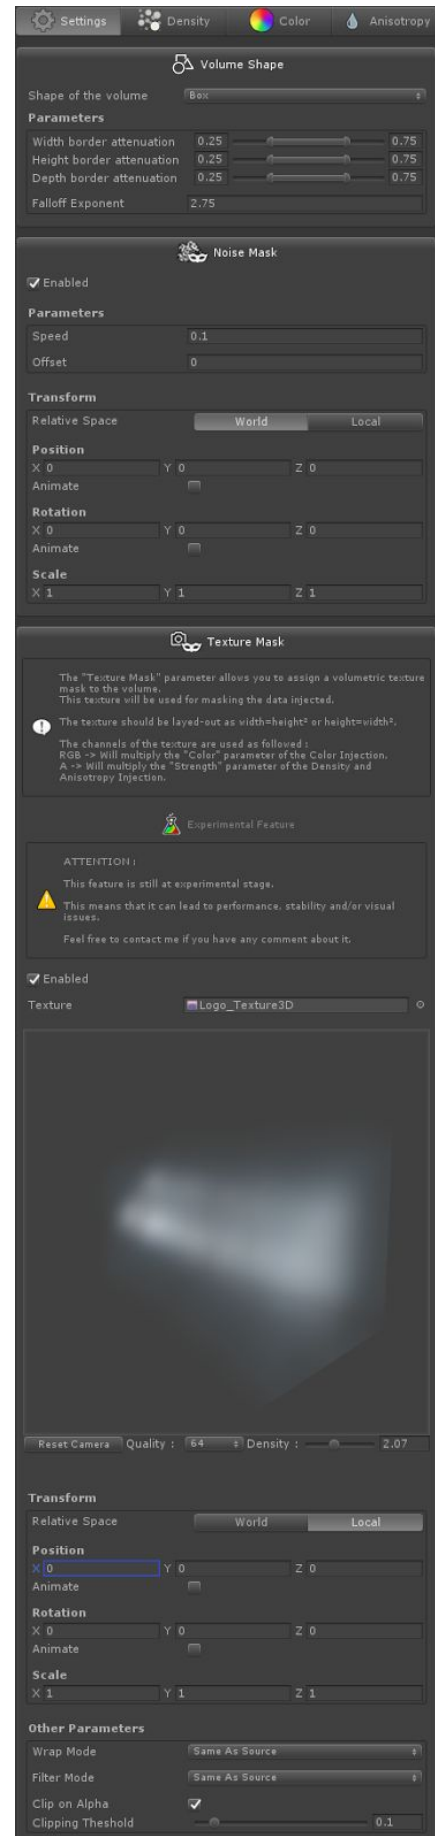 Settings Density Color Anisotropy
Volume Shape
Shape of the volume Box
Parameters
Width border attenuation 0.25 0.75
Height border attenuation 0.25 0.75
Depth border attenuation 0.25 0.75
Falloff Exponent 2.75
Noise Mask
Enabled
Parameters
Speed 0.1
Offset 0
Transform
Relative Space World Local
Position
X 0 Y 0 Z 0
Animate
Rotation
X 0 Y 0 Z 0
Animate
Scale
X 1 Y 1 Z 1
Texture Mask
The "Texture Mask" parameter allows you to assign a volumetric texture
mask to the volume.
This texture will be used for masking the data injected.
The texture should be layed-out as width=height² or height=width².
The channels of the texture are used as followed :
RGB -> Will multiply the "Color" parameter of the Color Injection.
A -> Will multiply the "Strength" parameter of the Density and
Anisotropy Injection.
Experimental Feature
ATTENTION :
This feature is still at experimental stage.
This means that it can lead to performance, stability and/or visual
issues.
Feel free to contact me if you have any comment about it.
Enabled
Texture Logo_Texture3D
Reset Camera Quality : 64 Density : 2.07
Transform
Relative Space World Local
Position
X 0 Y 0 Z 0
Animate
Rotation
X 0 Y 0 Z 0
Animate
Scale
X 1 Y 1 Z 1
Other Parameters
Wrap Mode Same As Source
Filter Mode Same As Source
Clip on Alpha
Clipping Theshold 0.1